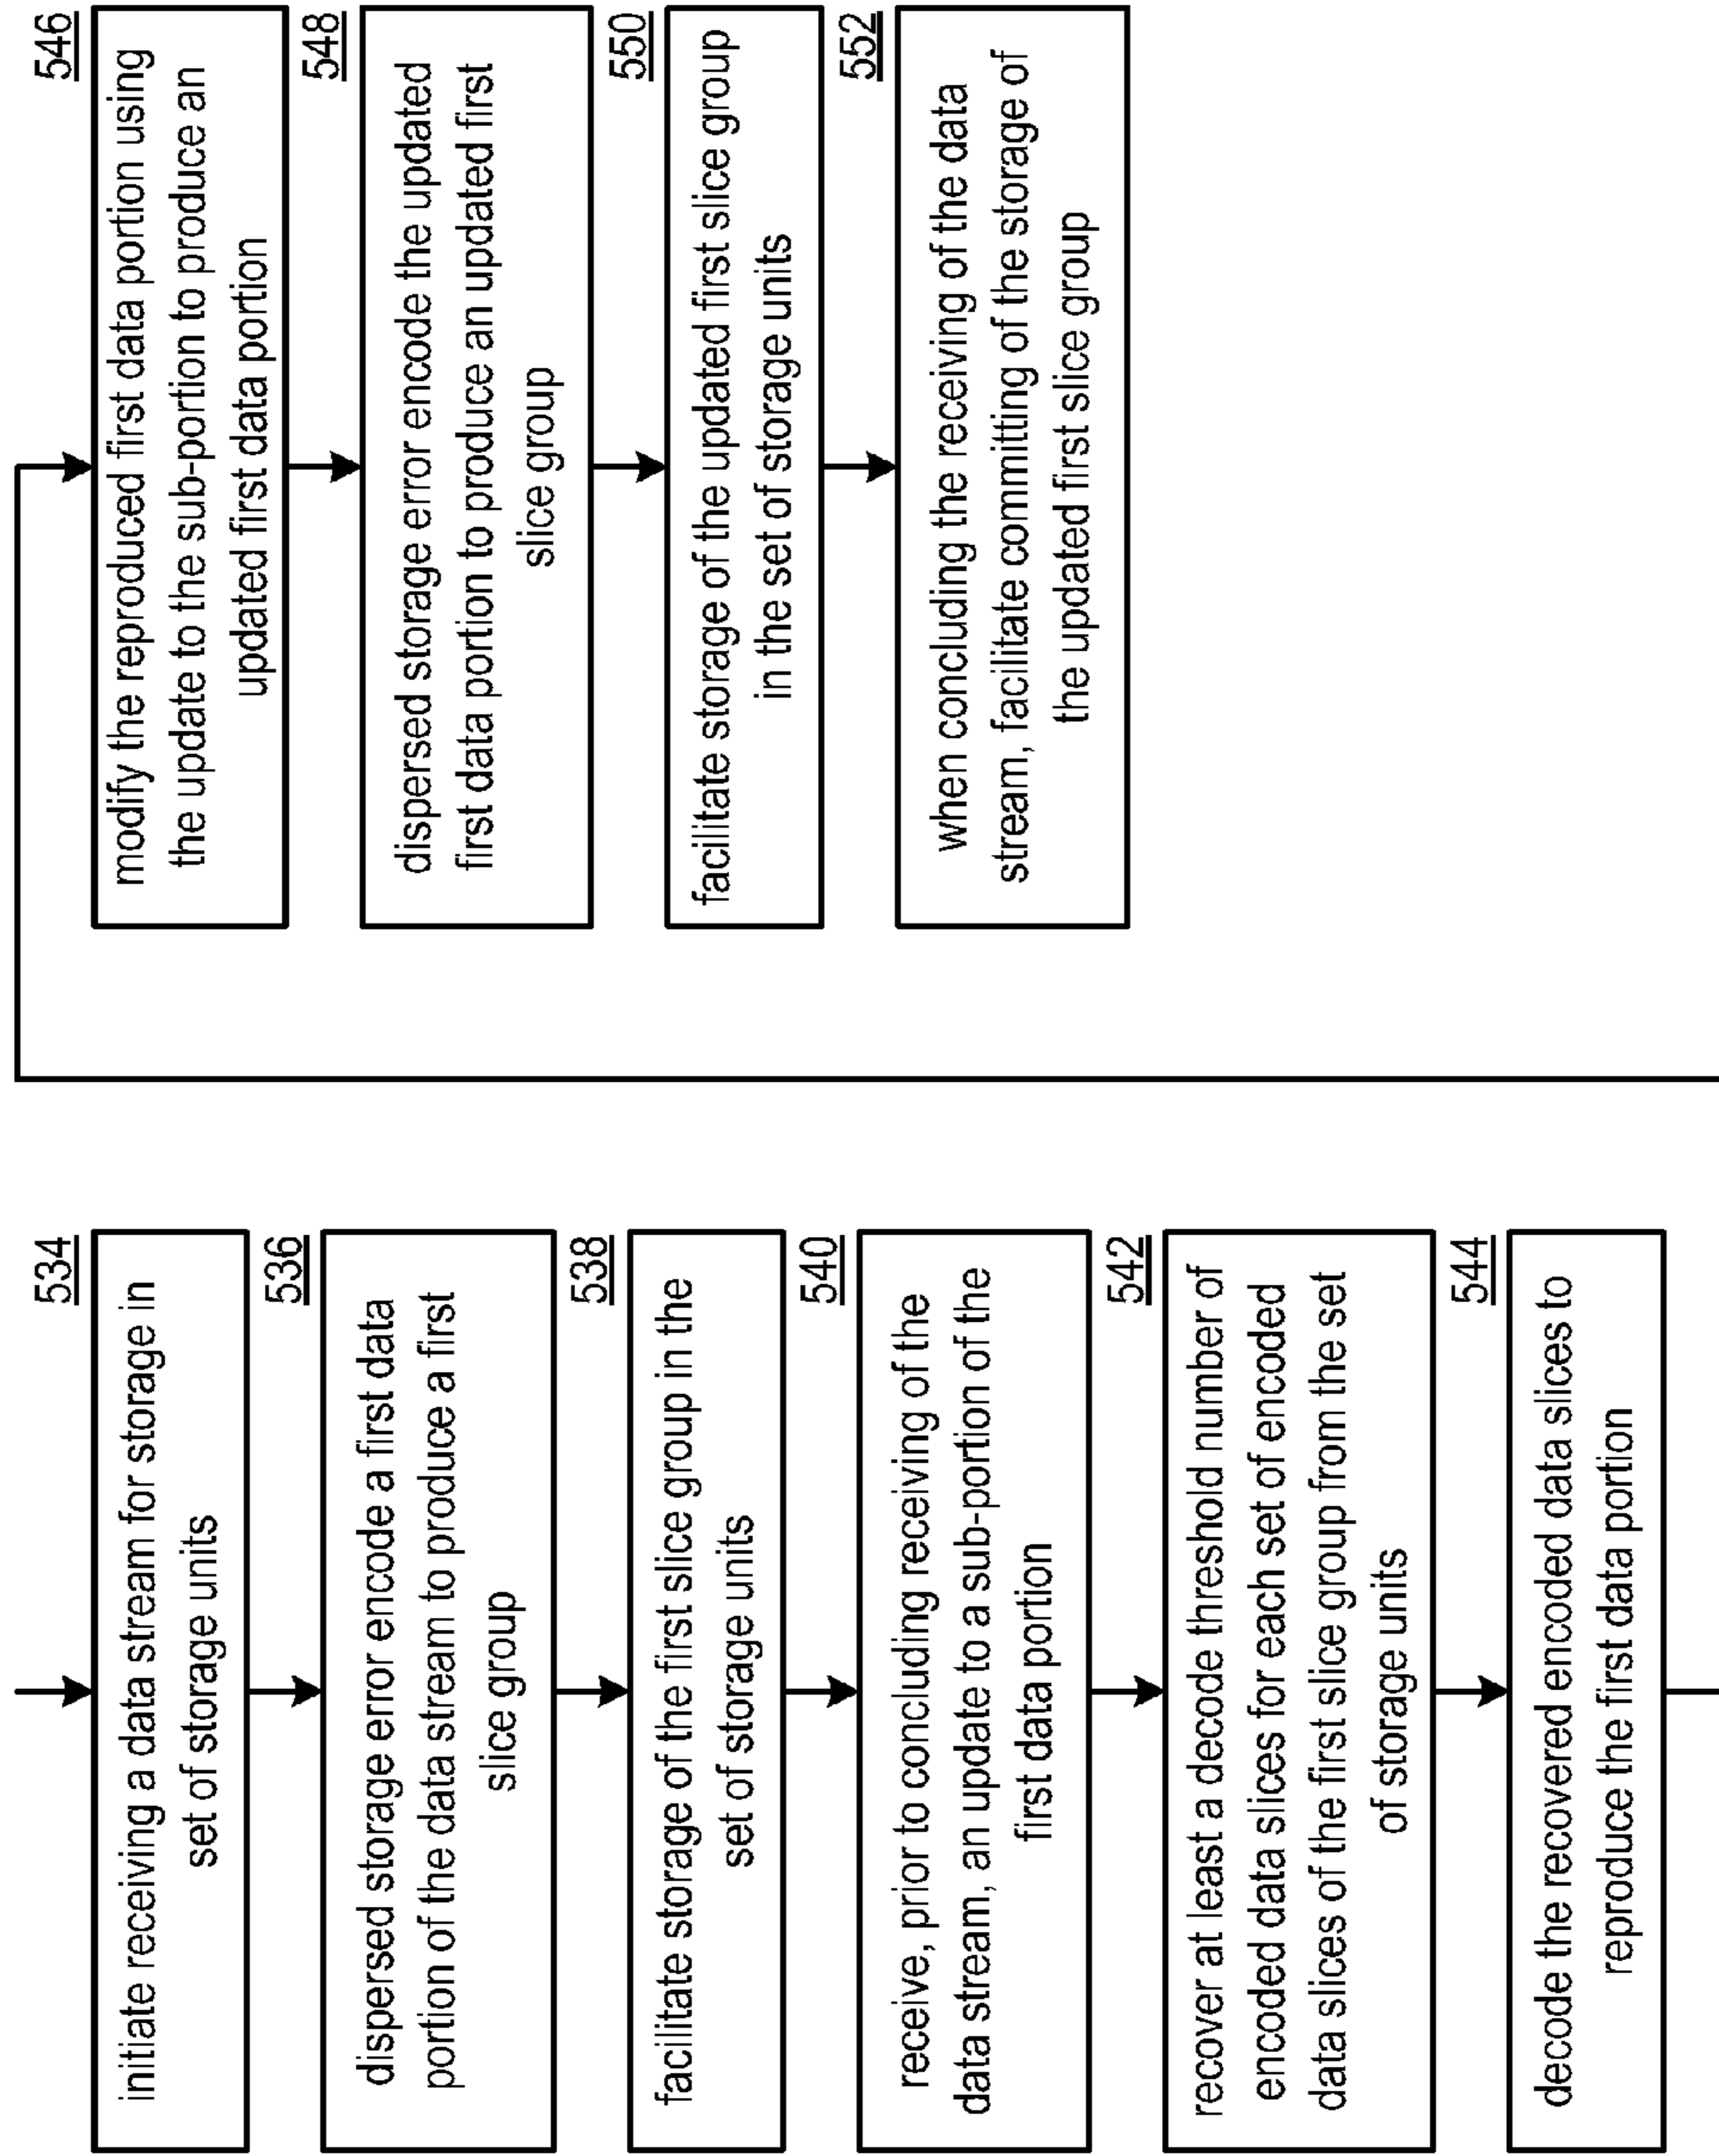 534
initiate receiving a data stream for storage in
set of storage units
536
dispersed storage error encode a first data
portion of the data stream to produce a first
slice group
538
facilitate storage of the first slice group in the
set of storage units
540
receive, prior to concluding receiving of the
data stream, an update to a sub-portion of the
first data portion
542
recover at least a decode threshold number of
encoded data slices for each set of encoded
data slices of the first slice group from the set
of storage units
544
decode the recovered encoded data slices to
reproduce the first data portion
546
modify the reproduced first data portion using
the update to the sub-portion to produce an
updated first data portion
548
dispersed storage error encode the updated
first data portion to produce an updated first
slice group
550
facilitate storage of the updated first slice group
in the set of storage units
552
when concluding the receiving of the data
stream, facilitate committing of the storage of
the updated first slice group